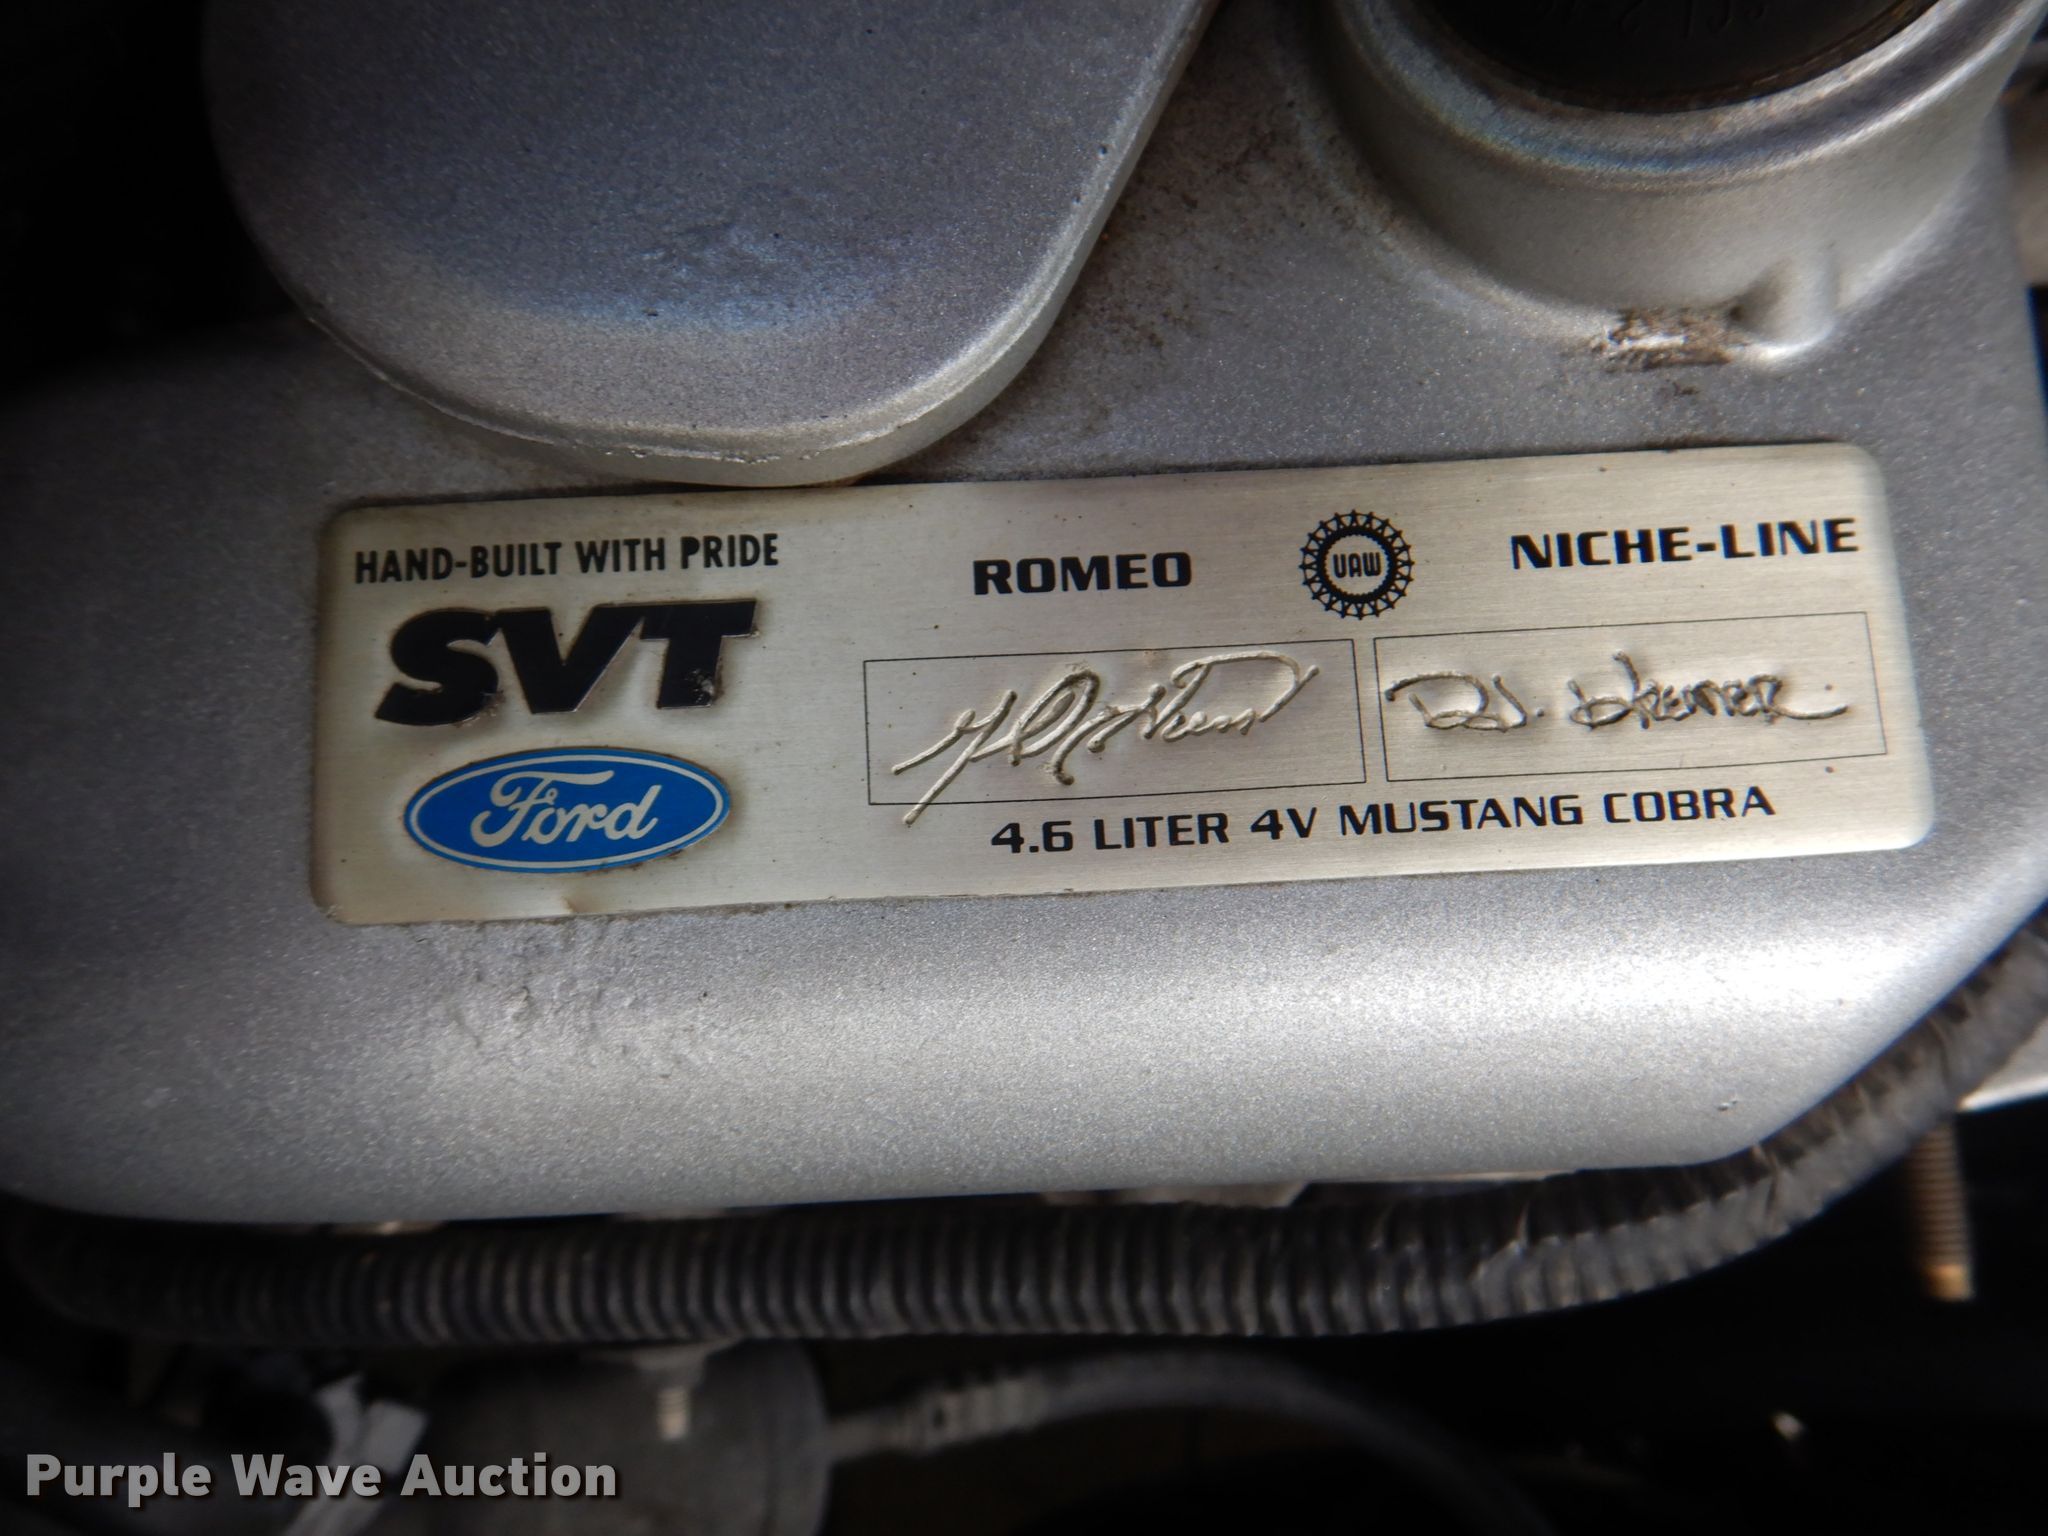 HAND-BUILT WITH PRIDE
SVT
Ford
ROMEO
UAW
NICHE-LINE
4.6 LITER 4V MUSTANG COBRA
Purple Wave Auction